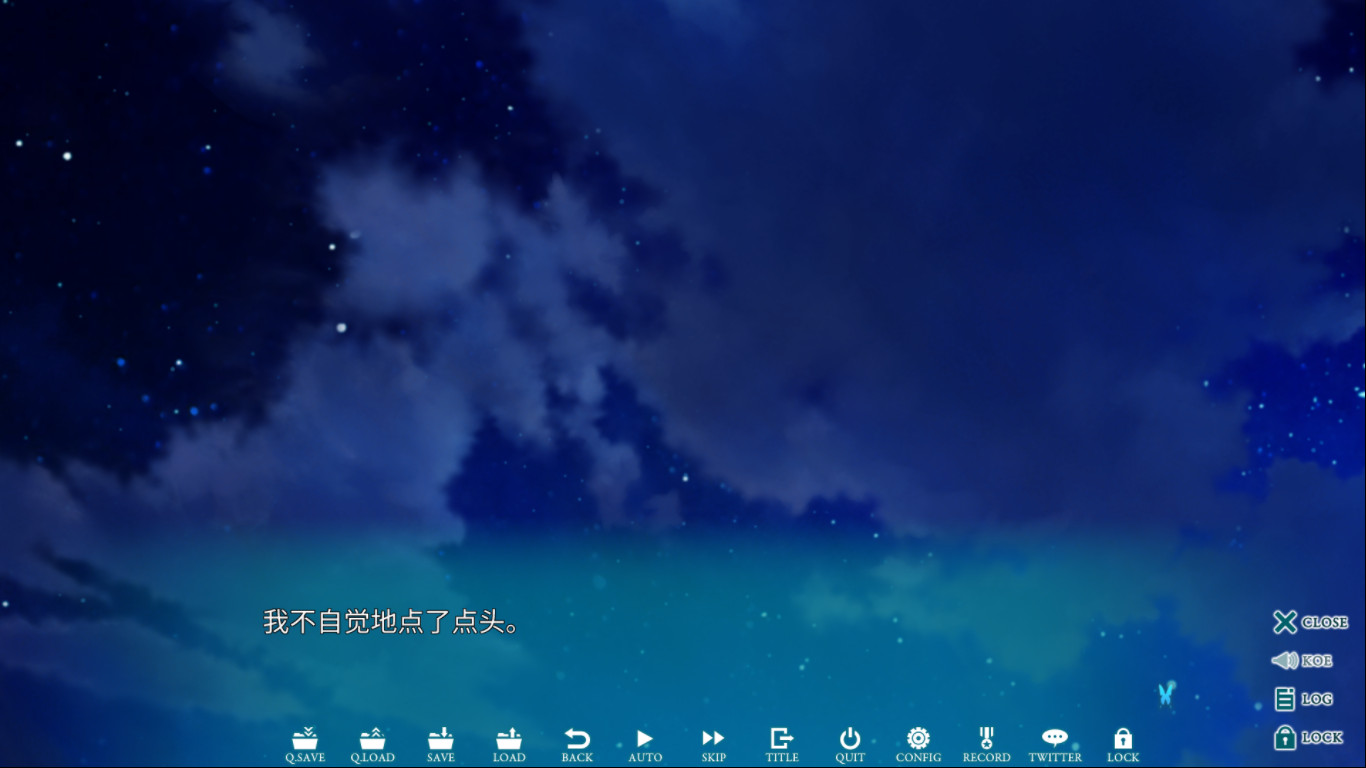 我不自觉地点了点头。
CLOSE
KOE
LOG
LOCK
Q.SAVE Q.LOAD SAVE LOAD BACK AUTO SKIP TITLE QUIT CONFIG RECORD TWITTER LOCK